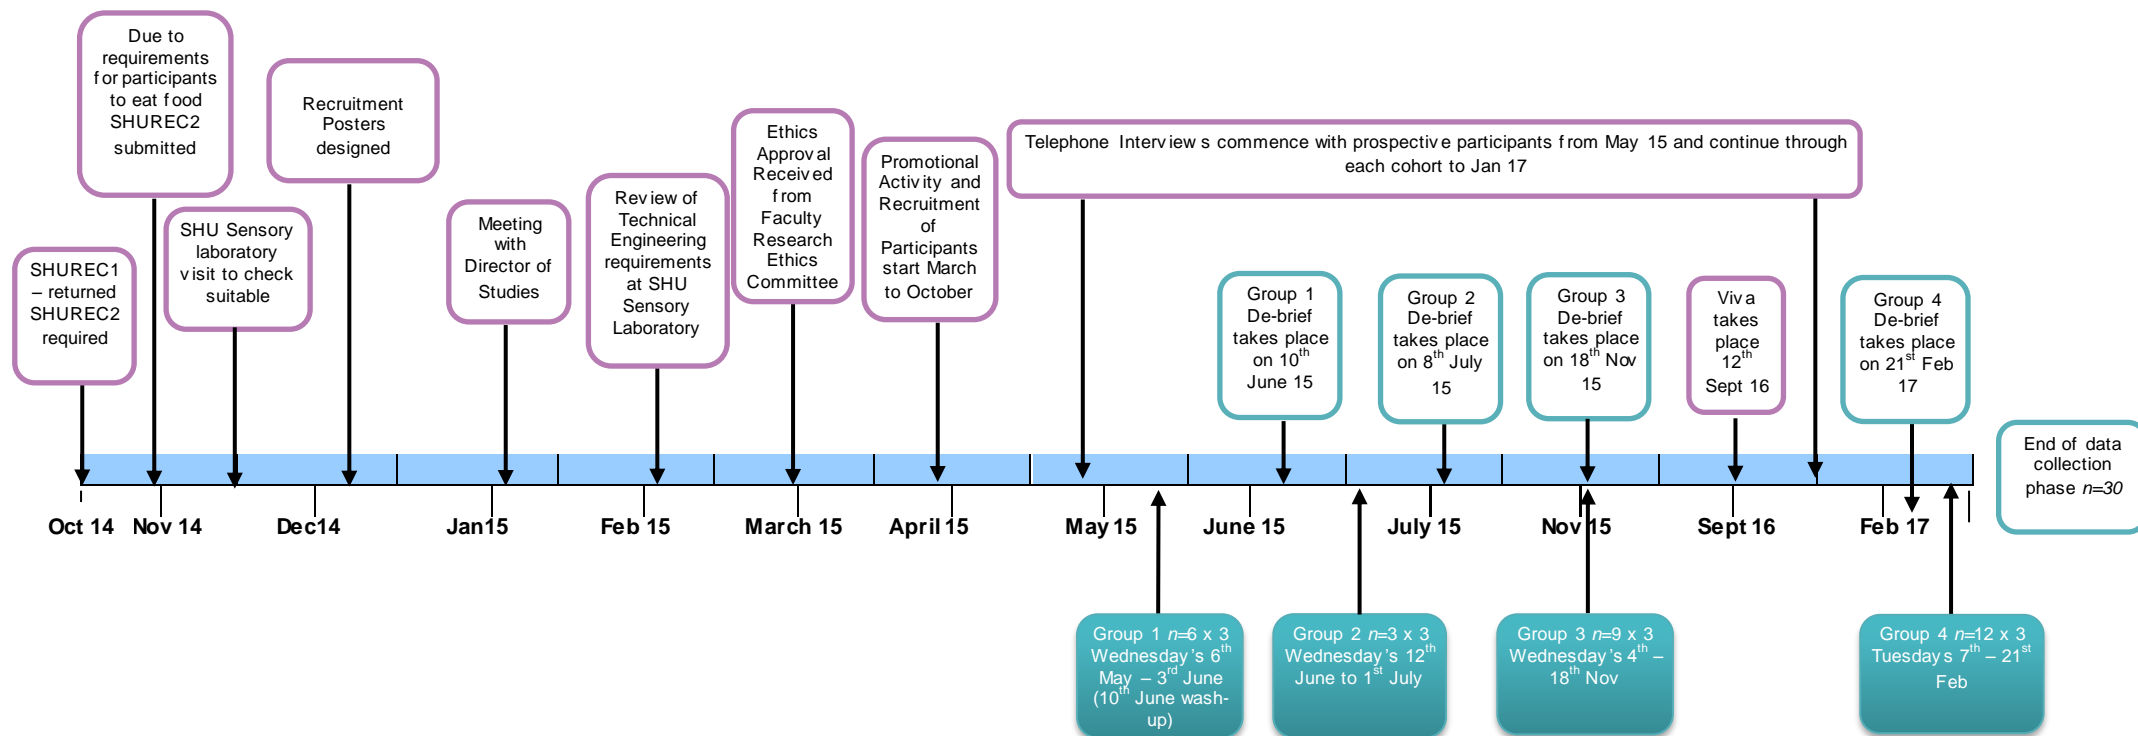 Due to
requirements
for participants
to eat food
SHUREC2
submitted
Recruitment
Posters
designed
SHUREC1
– returned
SHUREC2
required
SHU Sensory
laboratory
visit to check
suitable
Meeting
with
Director of
Studies
Review of
Technical
Engineering
requirements
at SHU
Sensory
Laboratory
Ethics
Approval
Received
from
Faculty
Research
Ethics
Committee
Promotional
Activity and
Recruitment
of
Participants
start March
to October
Telephone Interviews commence with prospective participants from May 15 and continue through
each cohort to Jan 17
Group 1
De-brief
takes place
on 10th
June 15
Group 2
De-brief
takes place
on 8th July
15
Group 3
De-brief
takes place
on 18th Nov
15
Viva
takes
place
12th
Sept 16
Group 4
De-brief
takes place
on 21st Feb
17
End of data
collection
phase n=30
Oct 14 Nov 14 Dec14 Jan15 Feb 15 March 15 April 15 May 15 June 15 July 15 Nov 15 Sept 16 Feb 17
Group 1 n=6 x 3
Wednesday's 6th
May – 3rd June
(10th June wash-
up)
Group 2 n=3 x 3
Wednesday's 12th
June to 1st July
Group 3 n=9 x 3
Wednesday's 4th –
18th Nov
Group 4 n=12 x 3
Tuesdays 7th – 21st
Feb